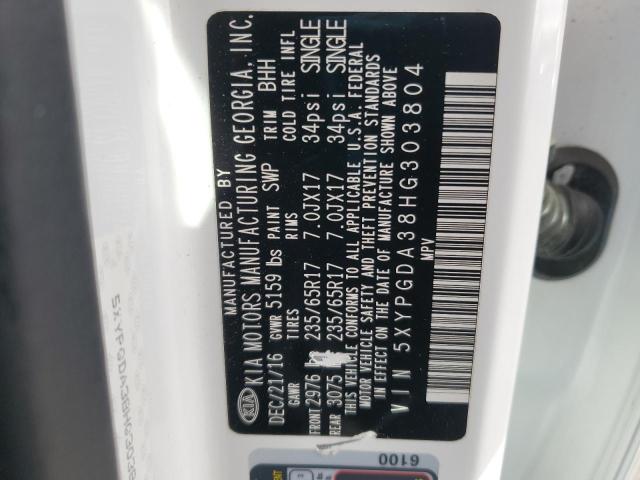 MANUFACTURED BY
KIA KIA MOTORS MANUFACTURING GEORGIA, INC.
DEC/21/16 GVWR 5159 lbs PAINT SWP TRIM BHH
GAWR TIRES RIMS COLD TIRE INFL
FRONT 2976 235/65R17 7.0JX17 34psi SINGLE
REAR 3075 235/65R17 7.0JX17 34psi SINGLE
THIS VEHICLE CONFORMS TO ALL APPLICABLE U.S.A. FEDERAL
MOTOR VEHICLE SAFETY AND THEFT PREVENTION STANDARDS
IN EFFECT ON THE DATE OF MANUFACTURE SHOWN ABOVE
VIN 5XYPGDA38HG303804
MPV
6100